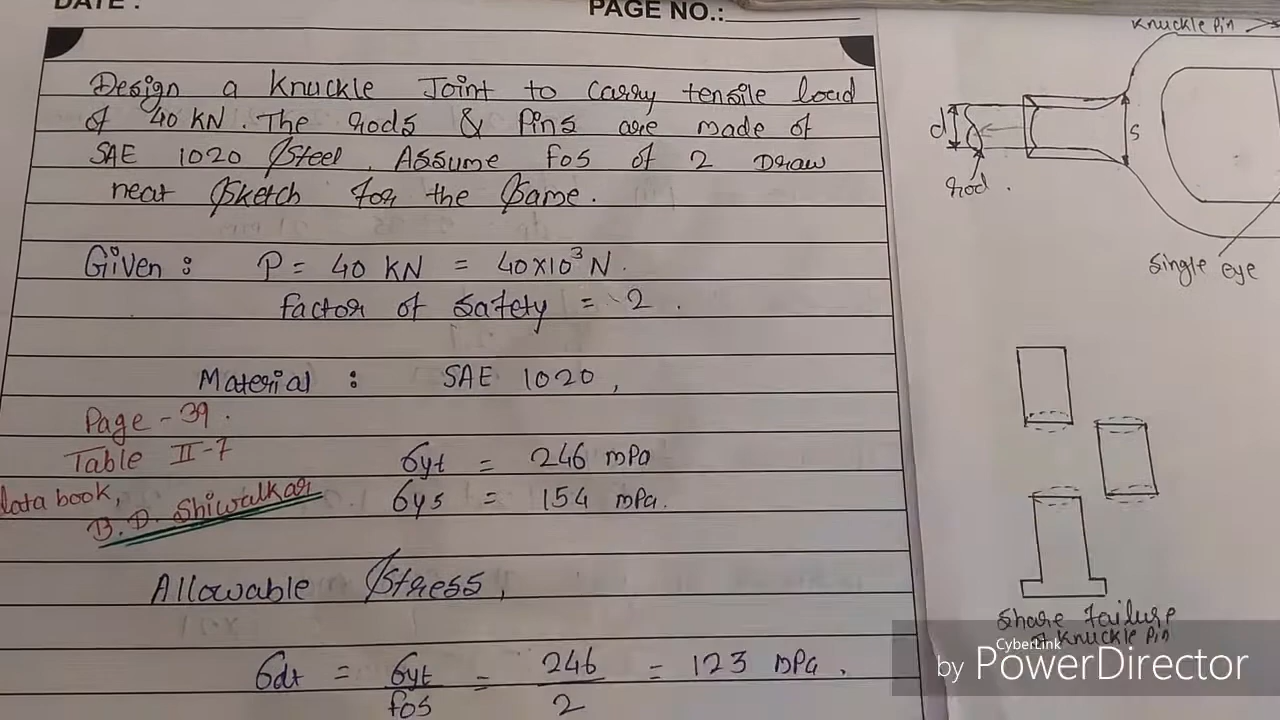 DATE :
PAGE NO.:
Design a Knuckle Joint to carry tensile load
of 40 KN. The rods & Pins are made of
SAE 1020 Steel. Assume fos of 2 Draw
neat Sketch for the Same.
Given : P = 40 KN = 40x10³ N.
factor of safety = 2 .
Material : SAE 1020 ,
Page - 39 .
Table II-7
data book,
B. D. Shiwalkar
σyt = 246 mPa
σys = 154 mPa.
Allowable Stress ,
σdt = σyt/fos = 246/2 = 123 mPa .
Knuckle Pin
d
s
rod .
Single eye
Share failure
of Knuckle Pin
CyberLink
by PowerDirector